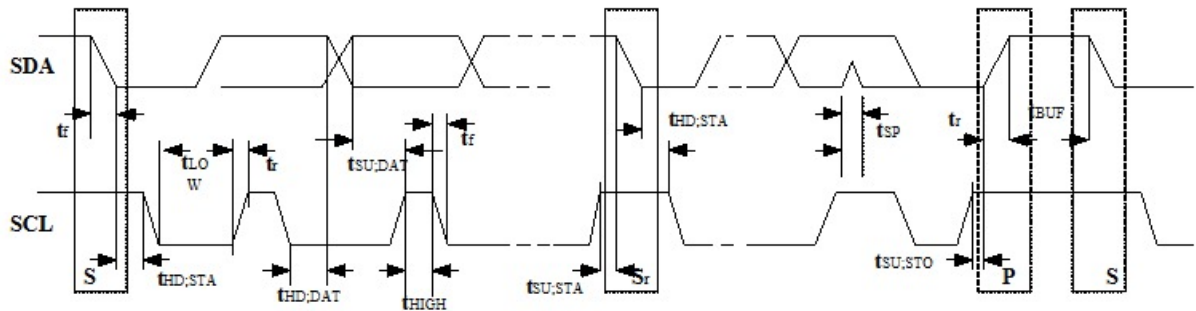 SDA
tf
tLO
W
tr
tSU;DAT
tf
tHD;STA
tSP
tr
tBUF
SCL
S
tHD;STA
tHD;DAT
tHIGH
tSU;STA
Sr
tSU;STO
P
S